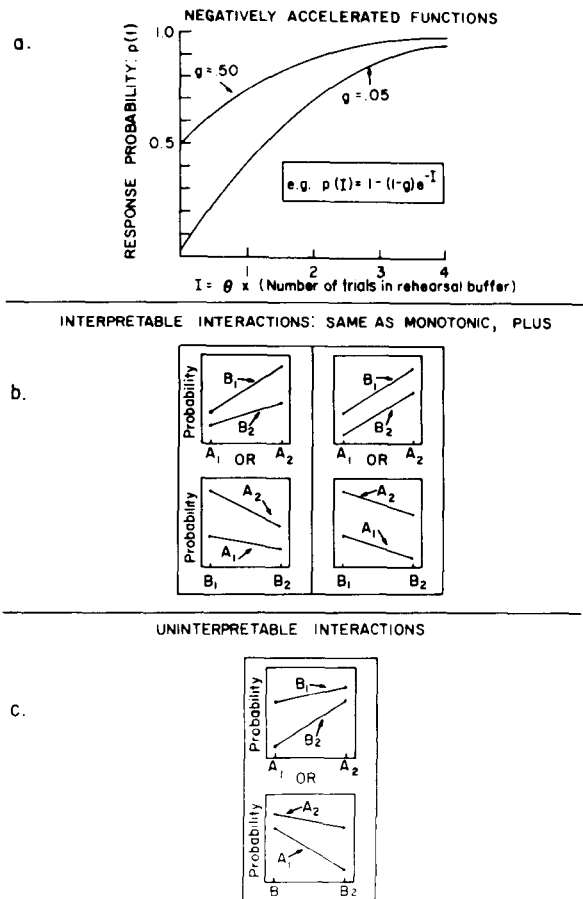 NEGATIVELY ACCELERATED FUNCTIONS
a.
RESPONSE PROBABILITY: p(I)
1.0
0.5
g=.50
g=.05
e.g. p(I)= 1-(1-g)e^-I
1 2 3 4
I = θ x (Number of trials in rehearsal buffer)
INTERPRETABLE INTERACTIONS: SAME AS MONOTONIC, PLUS
b.
Probability
B₁
B₂
A₁ OR A₂
B₁
B₂
A₁ OR A₂
Probability
A₂
A₁
B₁ B₂
A₂
A₁
B₁ B₂
UNINTERPRETABLE INTERACTIONS
c.
Probability
B₁
B₂
A₁ OR A₂
Probability
A₂
A₁
B B₂